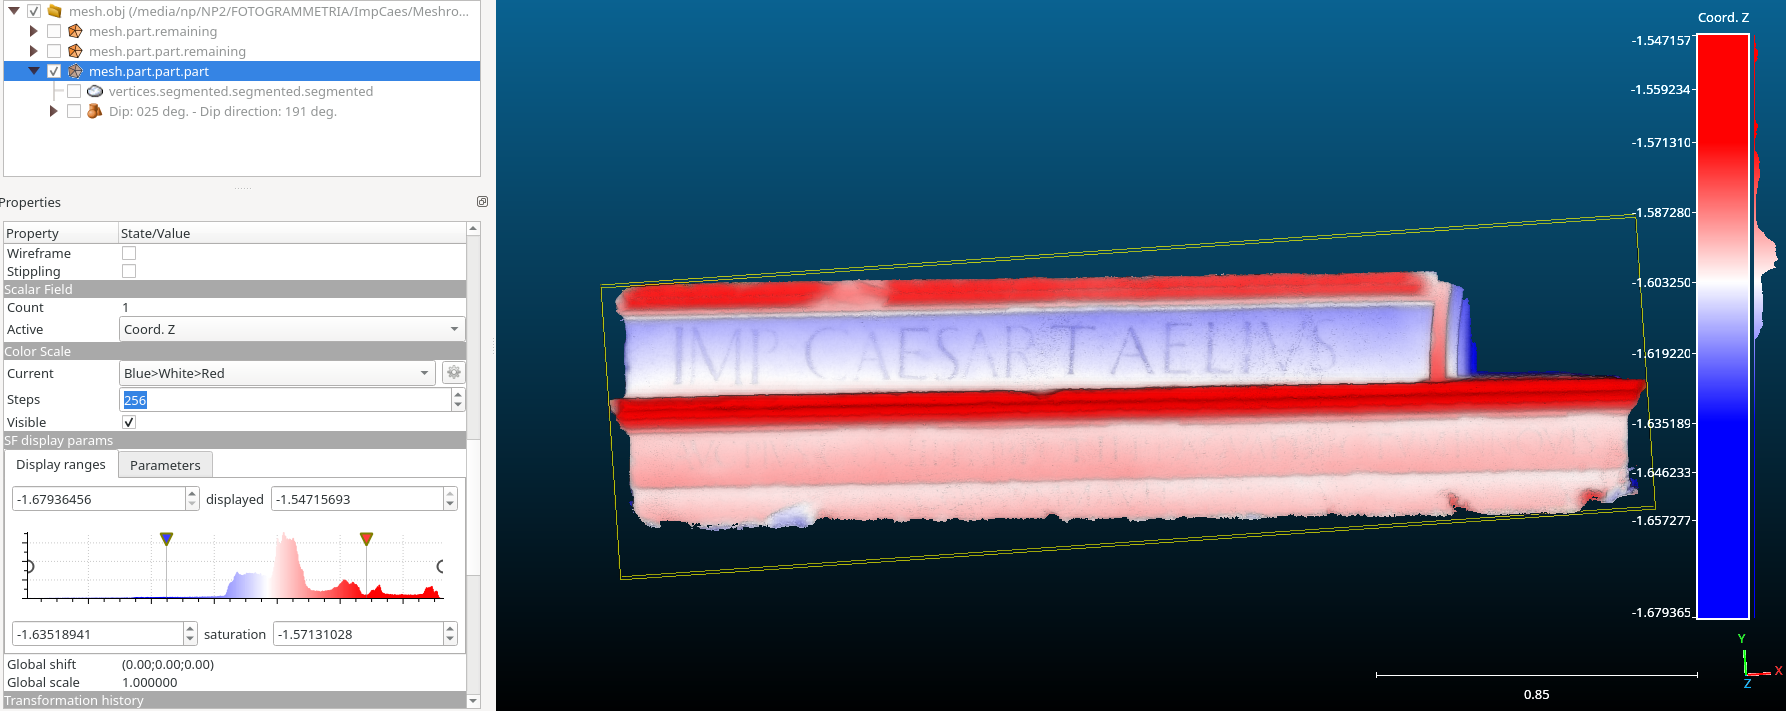 mesh.obj (/media/np/NP2/FOTOGRAMMETRIA/ImpCaes/Meshro...
mesh.part.remaining
mesh.part.part.remaining
mesh.part.part.part
vertices.segmented.segmented.segmented
Dip: 025 deg. - Dip direction: 191 deg.
Properties
Property State/Value
Wireframe
Stippling
Scalar Field
Count 1
Active Coord. Z
Color Scale
Current Blue>White>Red
Steps 256
Visible
SF display params
Display ranges Parameters
-1.67936456 displayed -1.54715693
-1.63518941 saturation -1.57131028
Global shift (0.00;0.00;0.00)
Global scale 1.000000
Transformation history
Coord. Z
-1.547157
-1.559234
-1.571310
-1.587280
-1.603250
-1.619220
-1.635189
-1.646233
-1.657277
-1.679365
IMP CAESAR T AELIVS
Y
X
Z
0.85